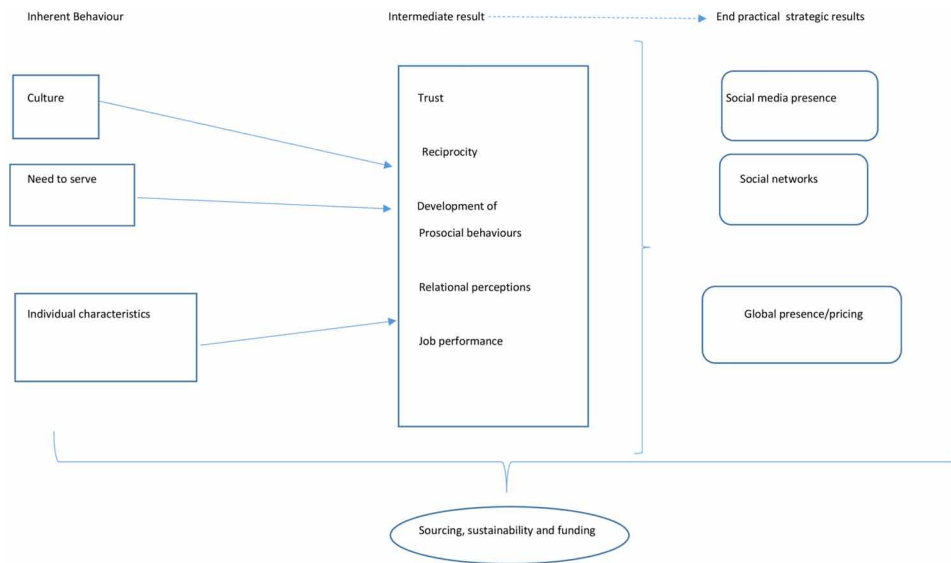 Inherent Behaviour
Intermediate result
End practical strategic results
Culture
Need to serve
Individual characteristics
Trust
Reciprocity
Development of
Prosocial behaviours
Relational perceptions
Job performance
Social media presence
Social networks
Global presence/pricing
Sourcing, sustainability and funding